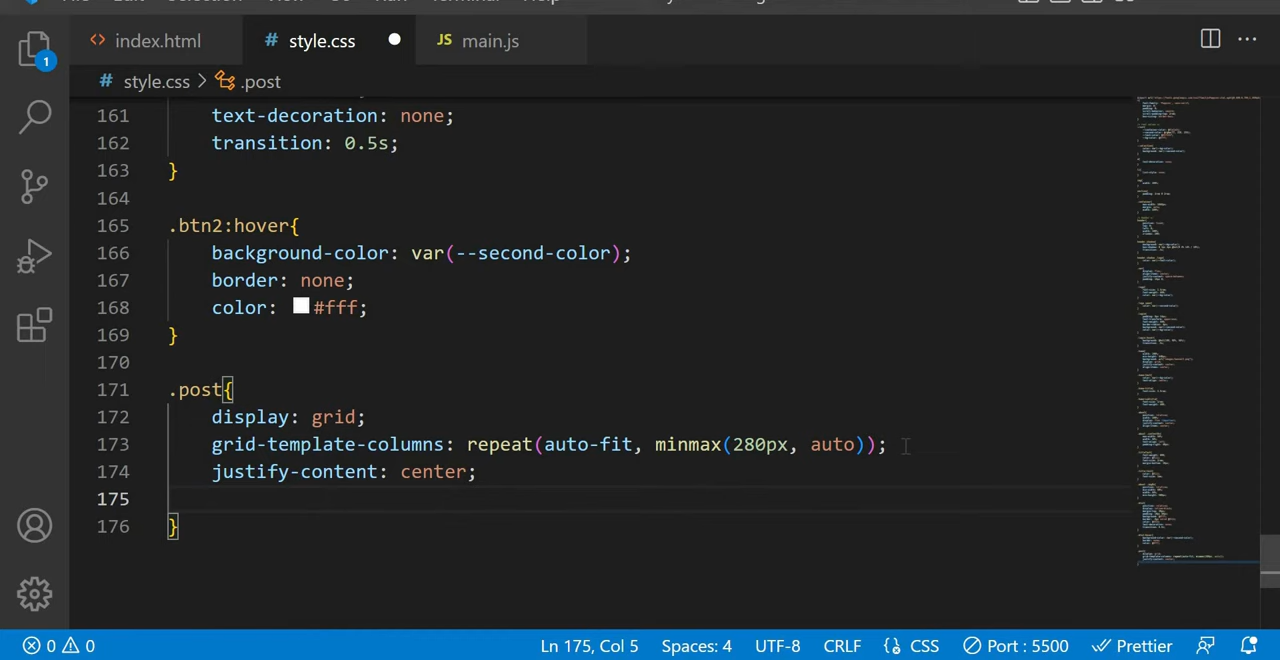 index.html
style.css
JS main.js
1
# style.css > .post
161 text-decoration: none;
162 transition: 0.5s;
163 }
164
165 .btn2:hover{
166 background-color: var(--second-color);
167 border: none;
168 color: #fff;
169 }
170
171 .post{
172 display: grid;
173 grid-template-columns: repeat(auto-fit, minmax(280px, auto));
174 justify-content: center;
175
176 }
0 0 Ln 175, Col 5 Spaces: 4 UTF-8 CRLF {} CSS Port : 5500 Prettier